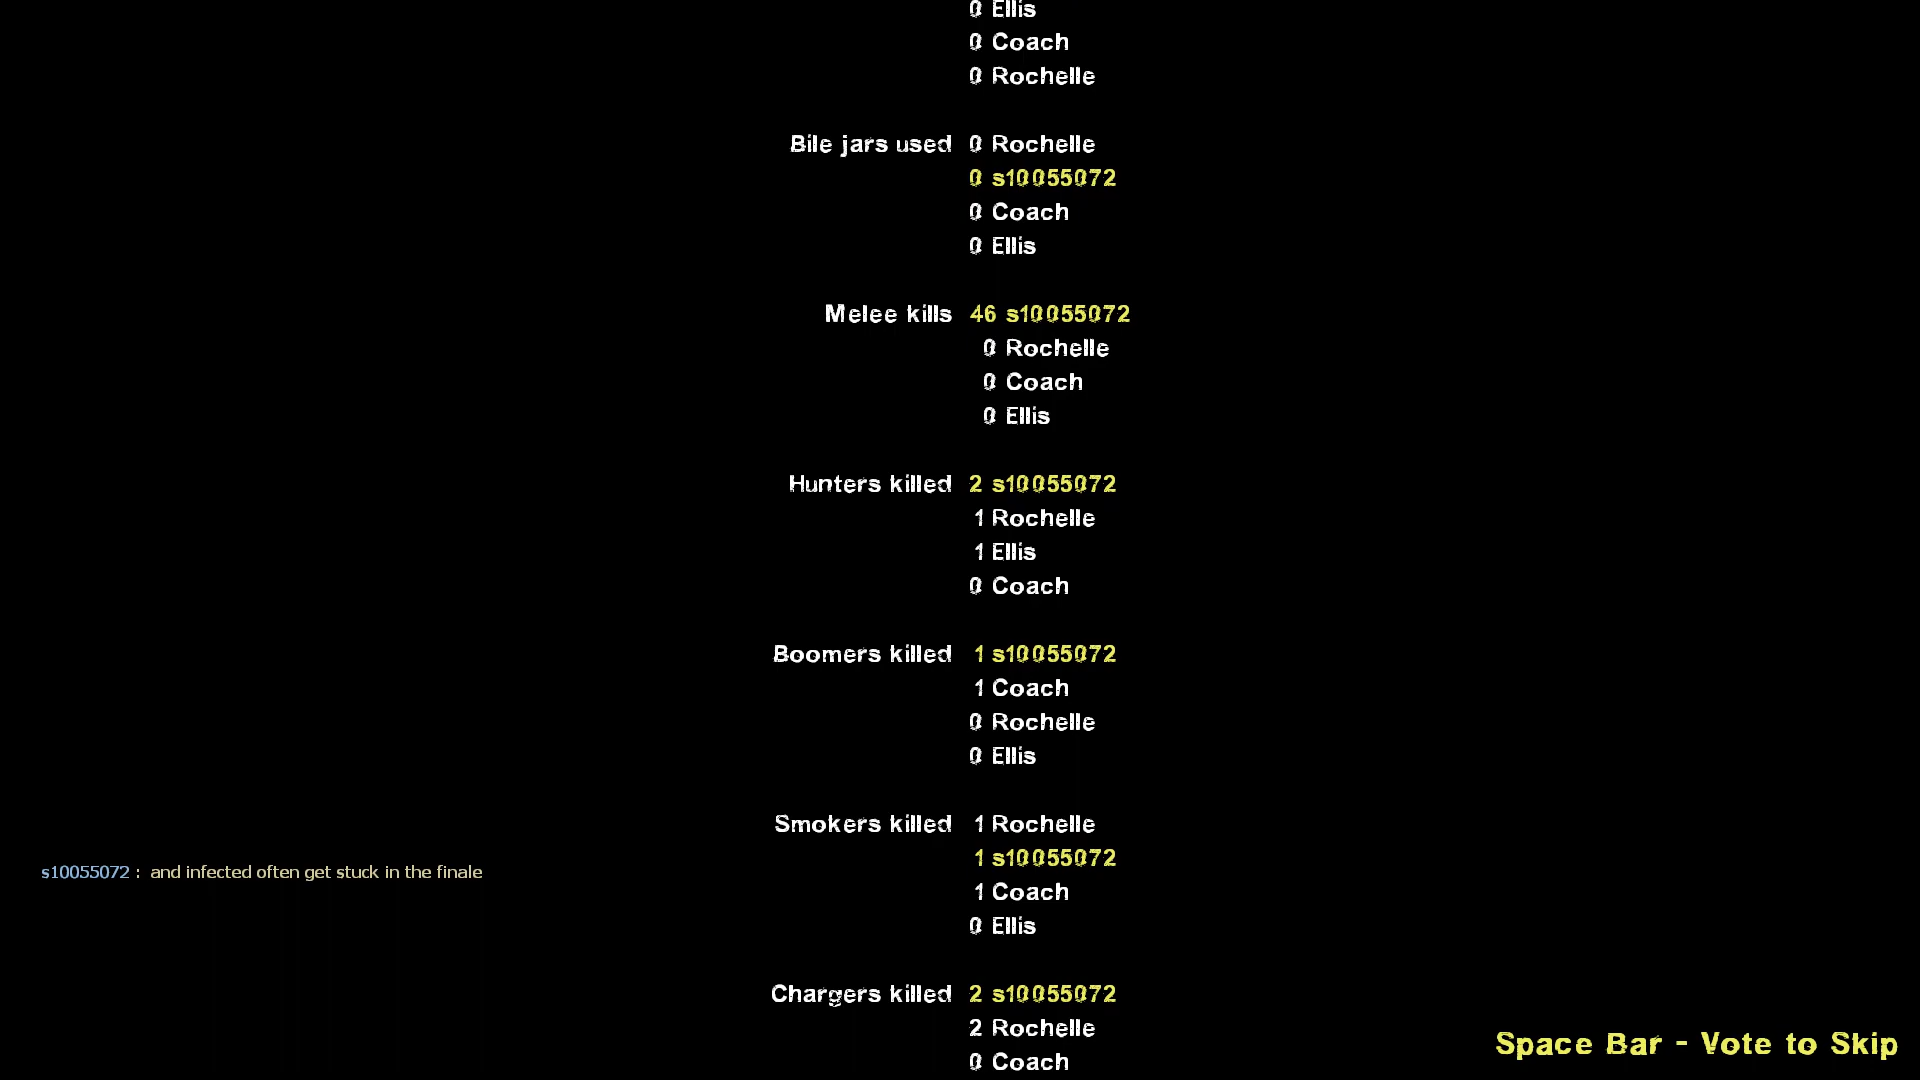 0 Ellis
0 Coach
0 Rochelle
Bile jars used 0 Rochelle
0 s10055072
0 Coach
0 Ellis
Melee kills 46 s10055072
0 Rochelle
0 Coach
0 Ellis
Hunters killed 2 s10055072
1 Rochelle
1 Ellis
0 Coach
Boomers killed 1 s10055072
1 Coach
0 Rochelle
0 Ellis
Smokers killed 1 Rochelle
1 s10055072
s10055072 : and infected often get stuck in the finale
1 Coach
0 Ellis
Chargers killed 2 s10055072
2 Rochelle
0 Coach
Space Bar - Vote to Skip